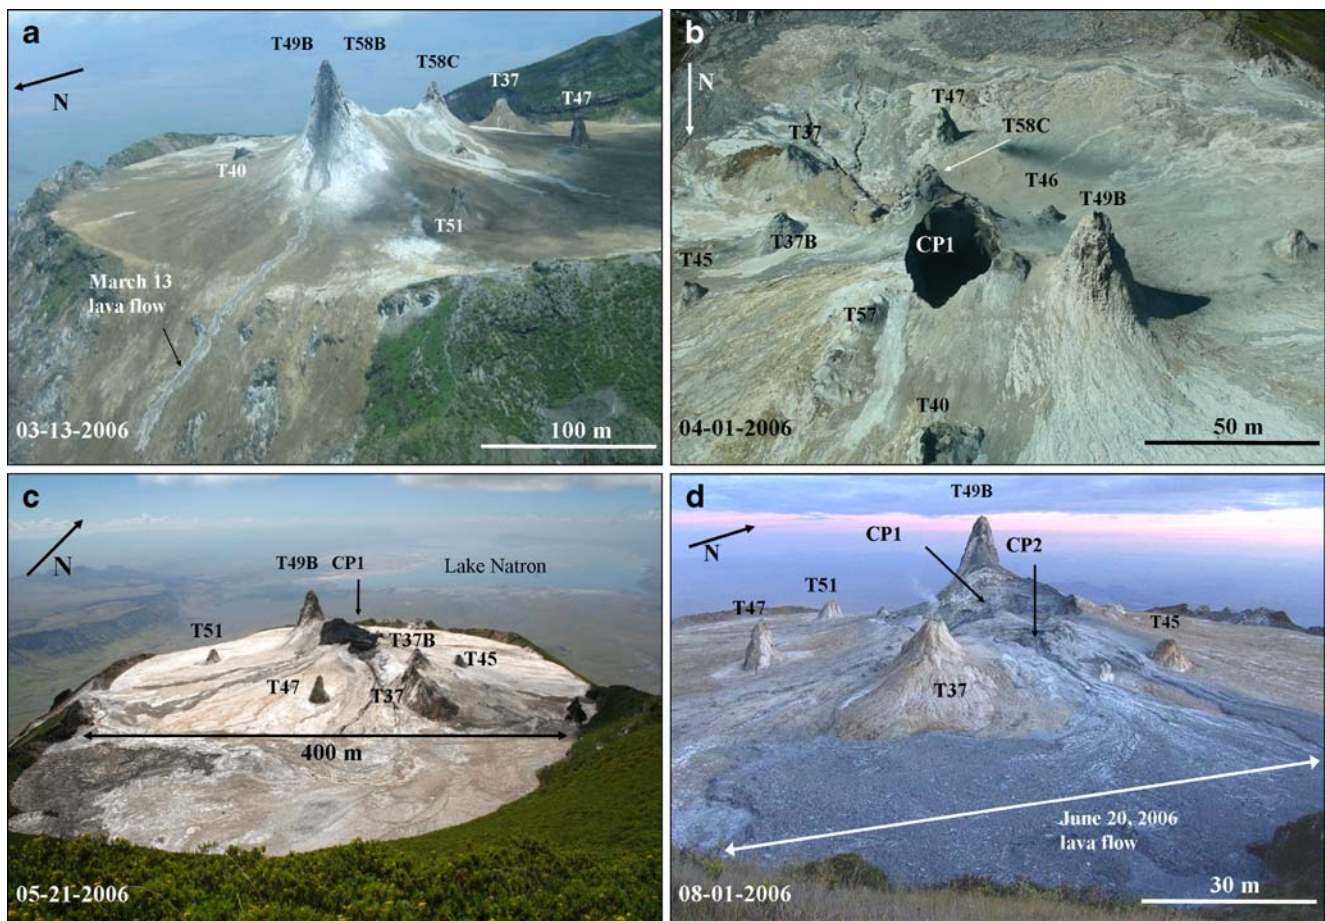 a
T49B T58B
T58C
T37
T47
N
T40
T51
March 13
lava flow
03-13-2006
100 m
b
N
T47
T58C
T37
T46
T49B
CP1
T37B
T45
T57
T40
04-01-2006
50 m
c
N
T49B CP1
Lake Natron
T51
T37B
T45
T47
T37
400 m
05-21-2006
d
T49B
N
CP1
CP2
T51
T47
T45
T37
June 20, 2006
lava flow
08-01-2006
30 m